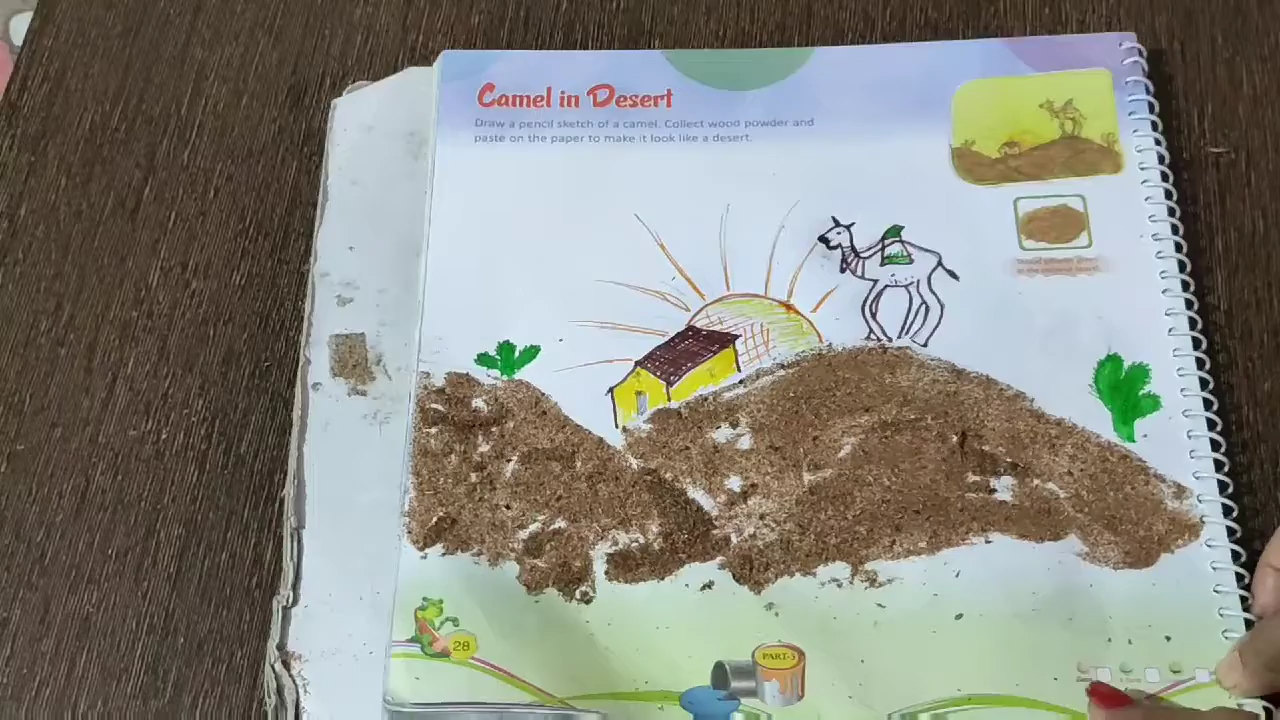 Camel in Desert
Draw a pencil sketch of a camel. Collect wood powder and
paste on the paper to make it look like a desert.
28
PART-3